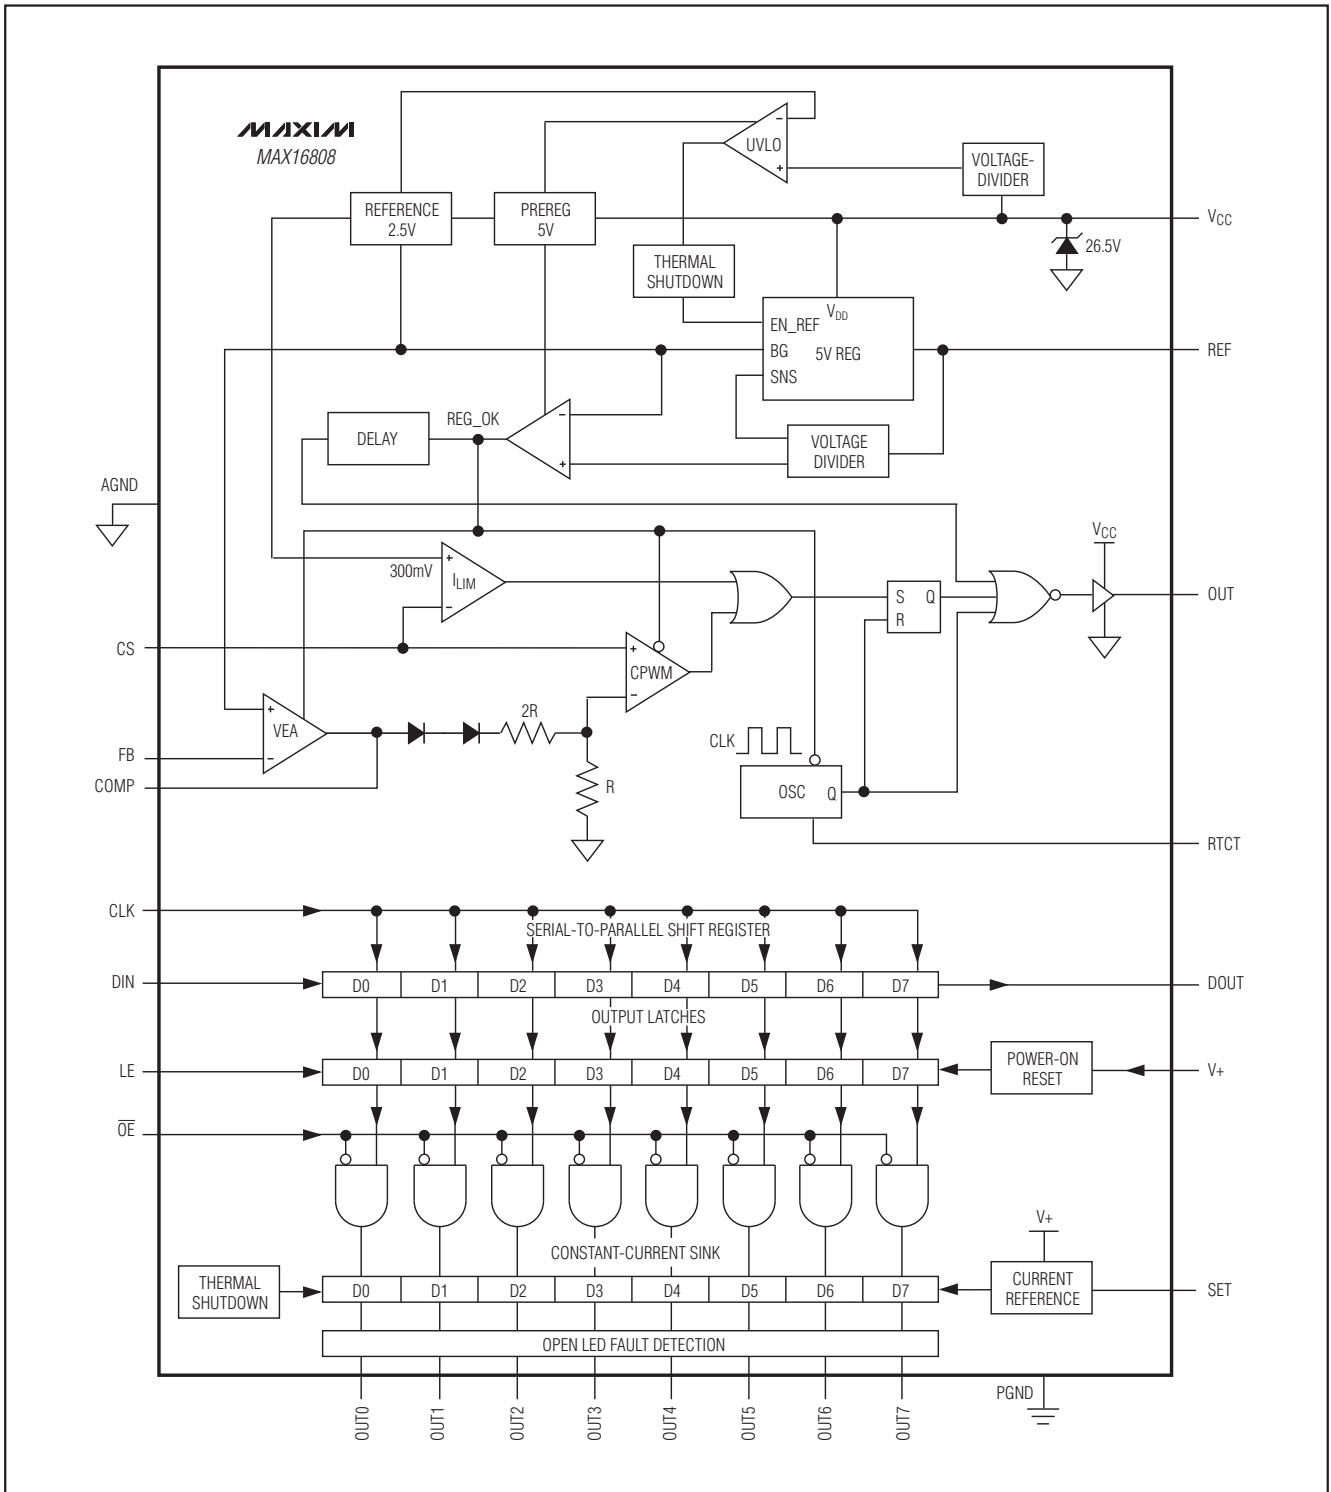 MAXIM
MAX16808
UVLO
VOLTAGE-
DIVIDER
REFERENCE
2.5V
PREREG
5V
VCC
26.5V
THERMAL
SHUTDOWN
VDD
EN_REF
BG
5V REG
SNS
REF
REG_OK
DELAY
VOLTAGE
DIVIDER
AGND
VCC
300mV
ILIM
S
Q
R
OUT
CS
CPWM
VEA
2R
FB
CLK
COMP
R
OSC
Q
RTCT
CLK
SERIAL-TO-PARALLEL SHIFT REGISTER
DIN
D0 D1 D2 D3 D4 D5 D6 D7
DOUT
OUTPUT LATCHES
LE
D0 D1 D2 D3 D4 D5 D6 D7
POWER-ON
RESET
V+
OE
V+
CONSTANT-CURRENT SINK
THERMAL
SHUTDOWN
D0 D1 D2 D3 D4 D5 D6 D7
CURRENT
REFERENCE
SET
OPEN LED FAULT DETECTION
PGND
OUT0
OUT1
OUT2
OUT3
OUT4
OUT5
OUT6
OUT7